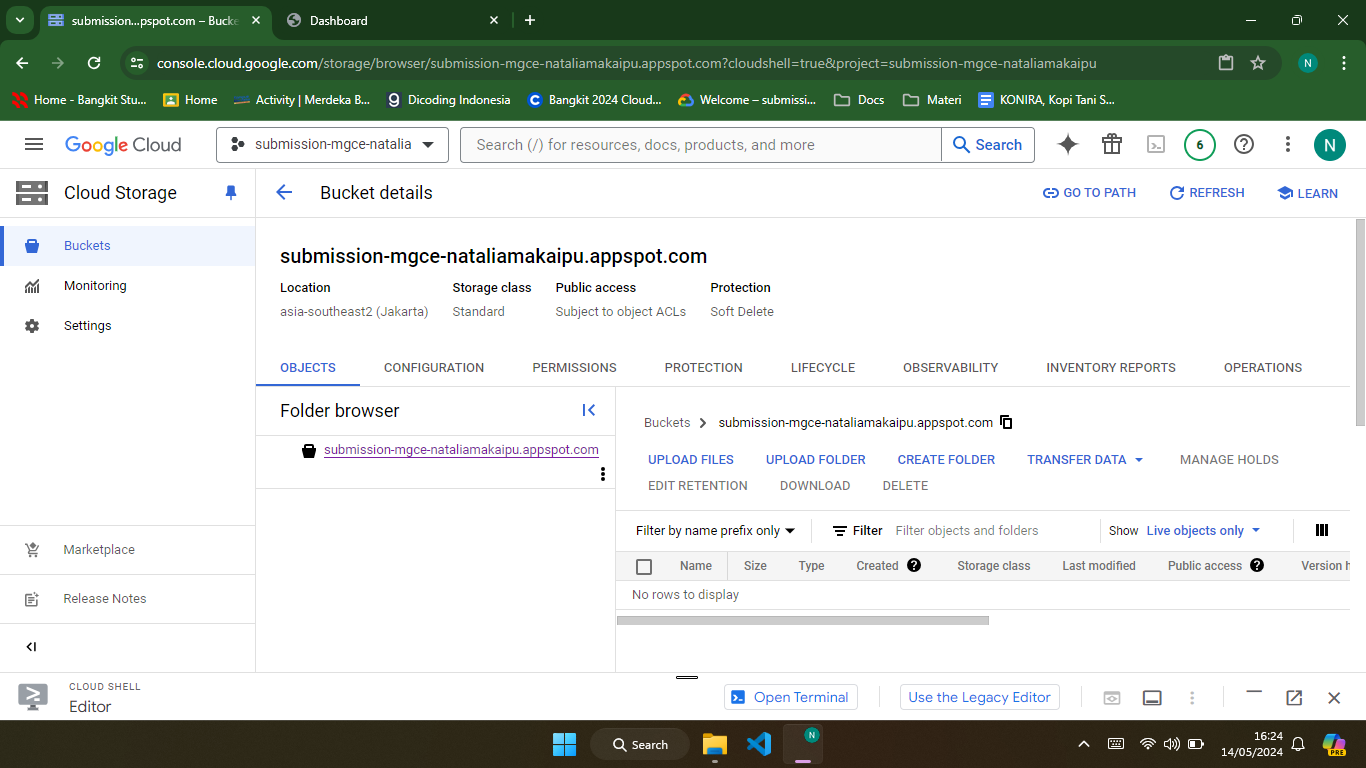 submission...pspot.com – Bucke
Dashboard
console.cloud.google.com/storage/browser/submission-mgce-nataliamakaipu.appspot.com?cloudshell=true&project=submission-mgce-nataliamakaipu
N
Home - Bangkit Stu...
Home
Activity | Merdeka B...
Dicoding Indonesia
Bangkit 2024 Cloud...
Welcome – submissi...
Docs
Materi
KONIRA, Kopi Tani S...
Google Cloud
submission-mgce-natalia
Search (/) for resources, docs, products, and more
Search
6
N
Cloud Storage
Bucket details
GO TO PATH
REFRESH
LEARN
Buckets
Monitoring
Settings
Marketplace
Release Notes
submission-mgce-nataliamakaipu.appspot.com
Location Storage class Public access Protection
asia-southeast2 (Jakarta) Standard Subject to object ACLs Soft Delete
OBJECTS CONFIGURATION PERMISSIONS PROTECTION LIFECYCLE OBSERVABILITY INVENTORY REPORTS OPERATIONS
Folder browser
submission-mgce-nataliamakaipu.appspot.com
Buckets > submission-mgce-nataliamakaipu.appspot.com
UPLOAD FILES UPLOAD FOLDER CREATE FOLDER TRANSFER DATA MANAGE HOLDS
EDIT RETENTION DOWNLOAD DELETE
Filter by name prefix only Filter Filter objects and folders Show Live objects only
Name Size Type Created Storage class Last modified Public access Version h
No rows to display
CLOUD SHELL
Editor
Open Terminal
Use the Legacy Editor
Search
N
16:24
14/05/2024
PRE